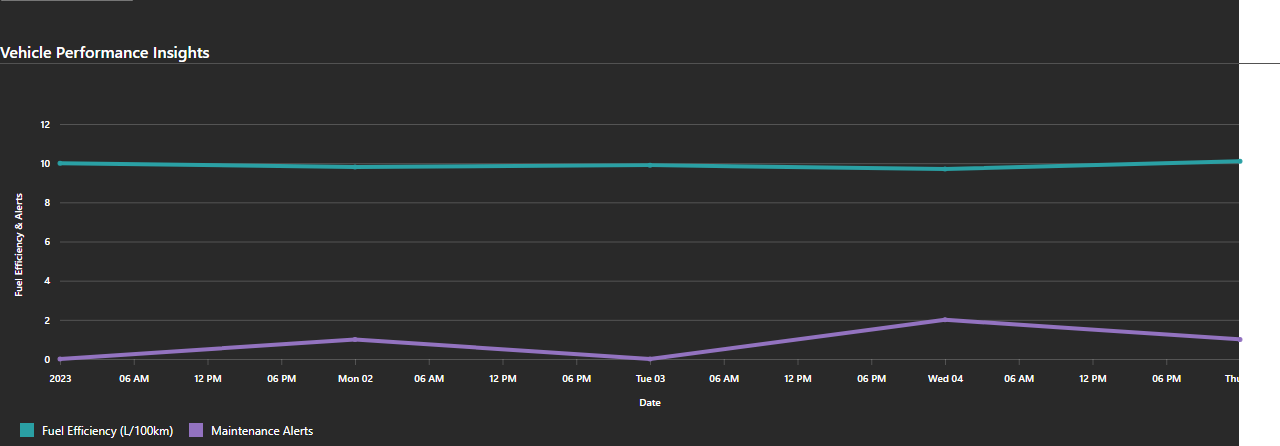 Vehicle Performance Insights
12
10
8
6
4
2
0
Fuel Efficiency & Alerts
2023 06 AM 12 PM 06 PM Mon 02 06 AM 12 PM 06 PM Tue 03 06 AM 12 PM 06 PM Wed 04 06 AM 12 PM 06 PM Thu
Date
Fuel Efficiency (L/100km) Maintenance Alerts